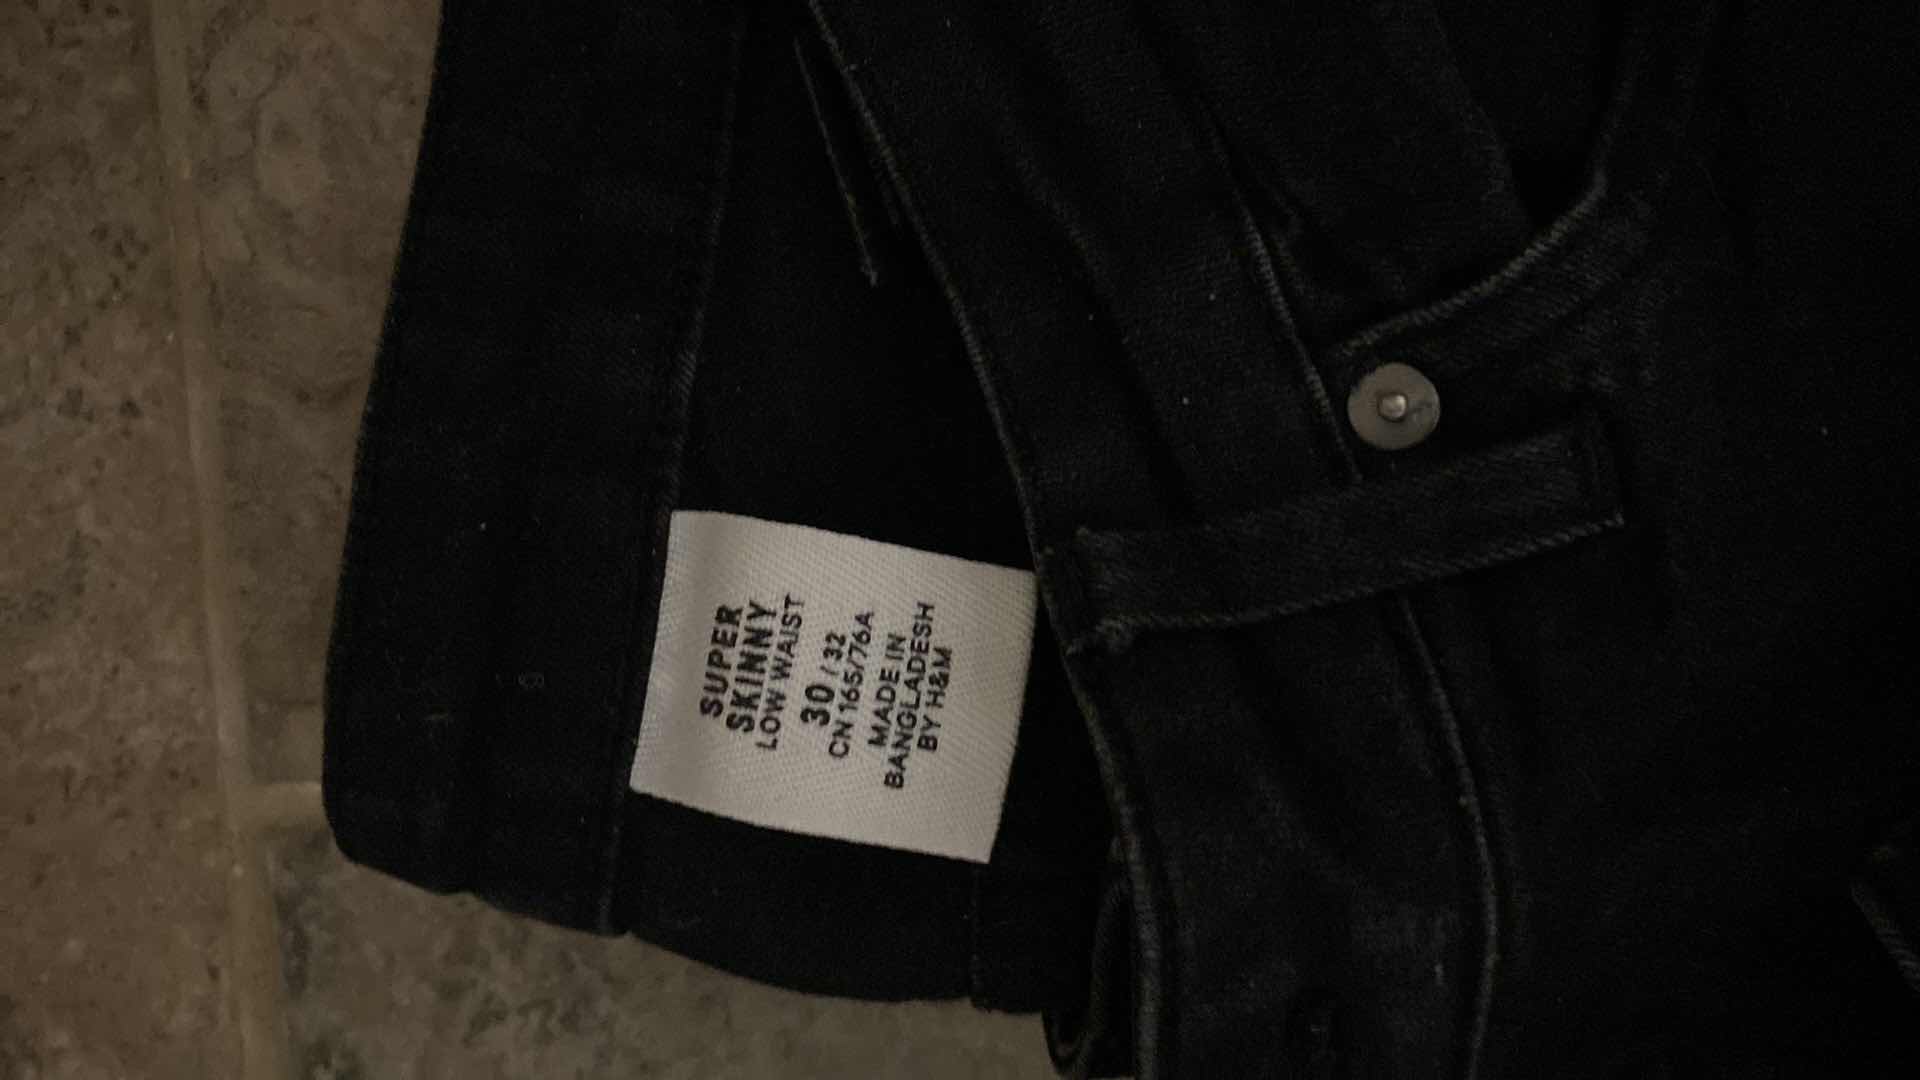 SUPER
SKINNY
LOW WAIST
30 / 32
CN 165/76A
MADE IN
BANGLADESH
BY H&M